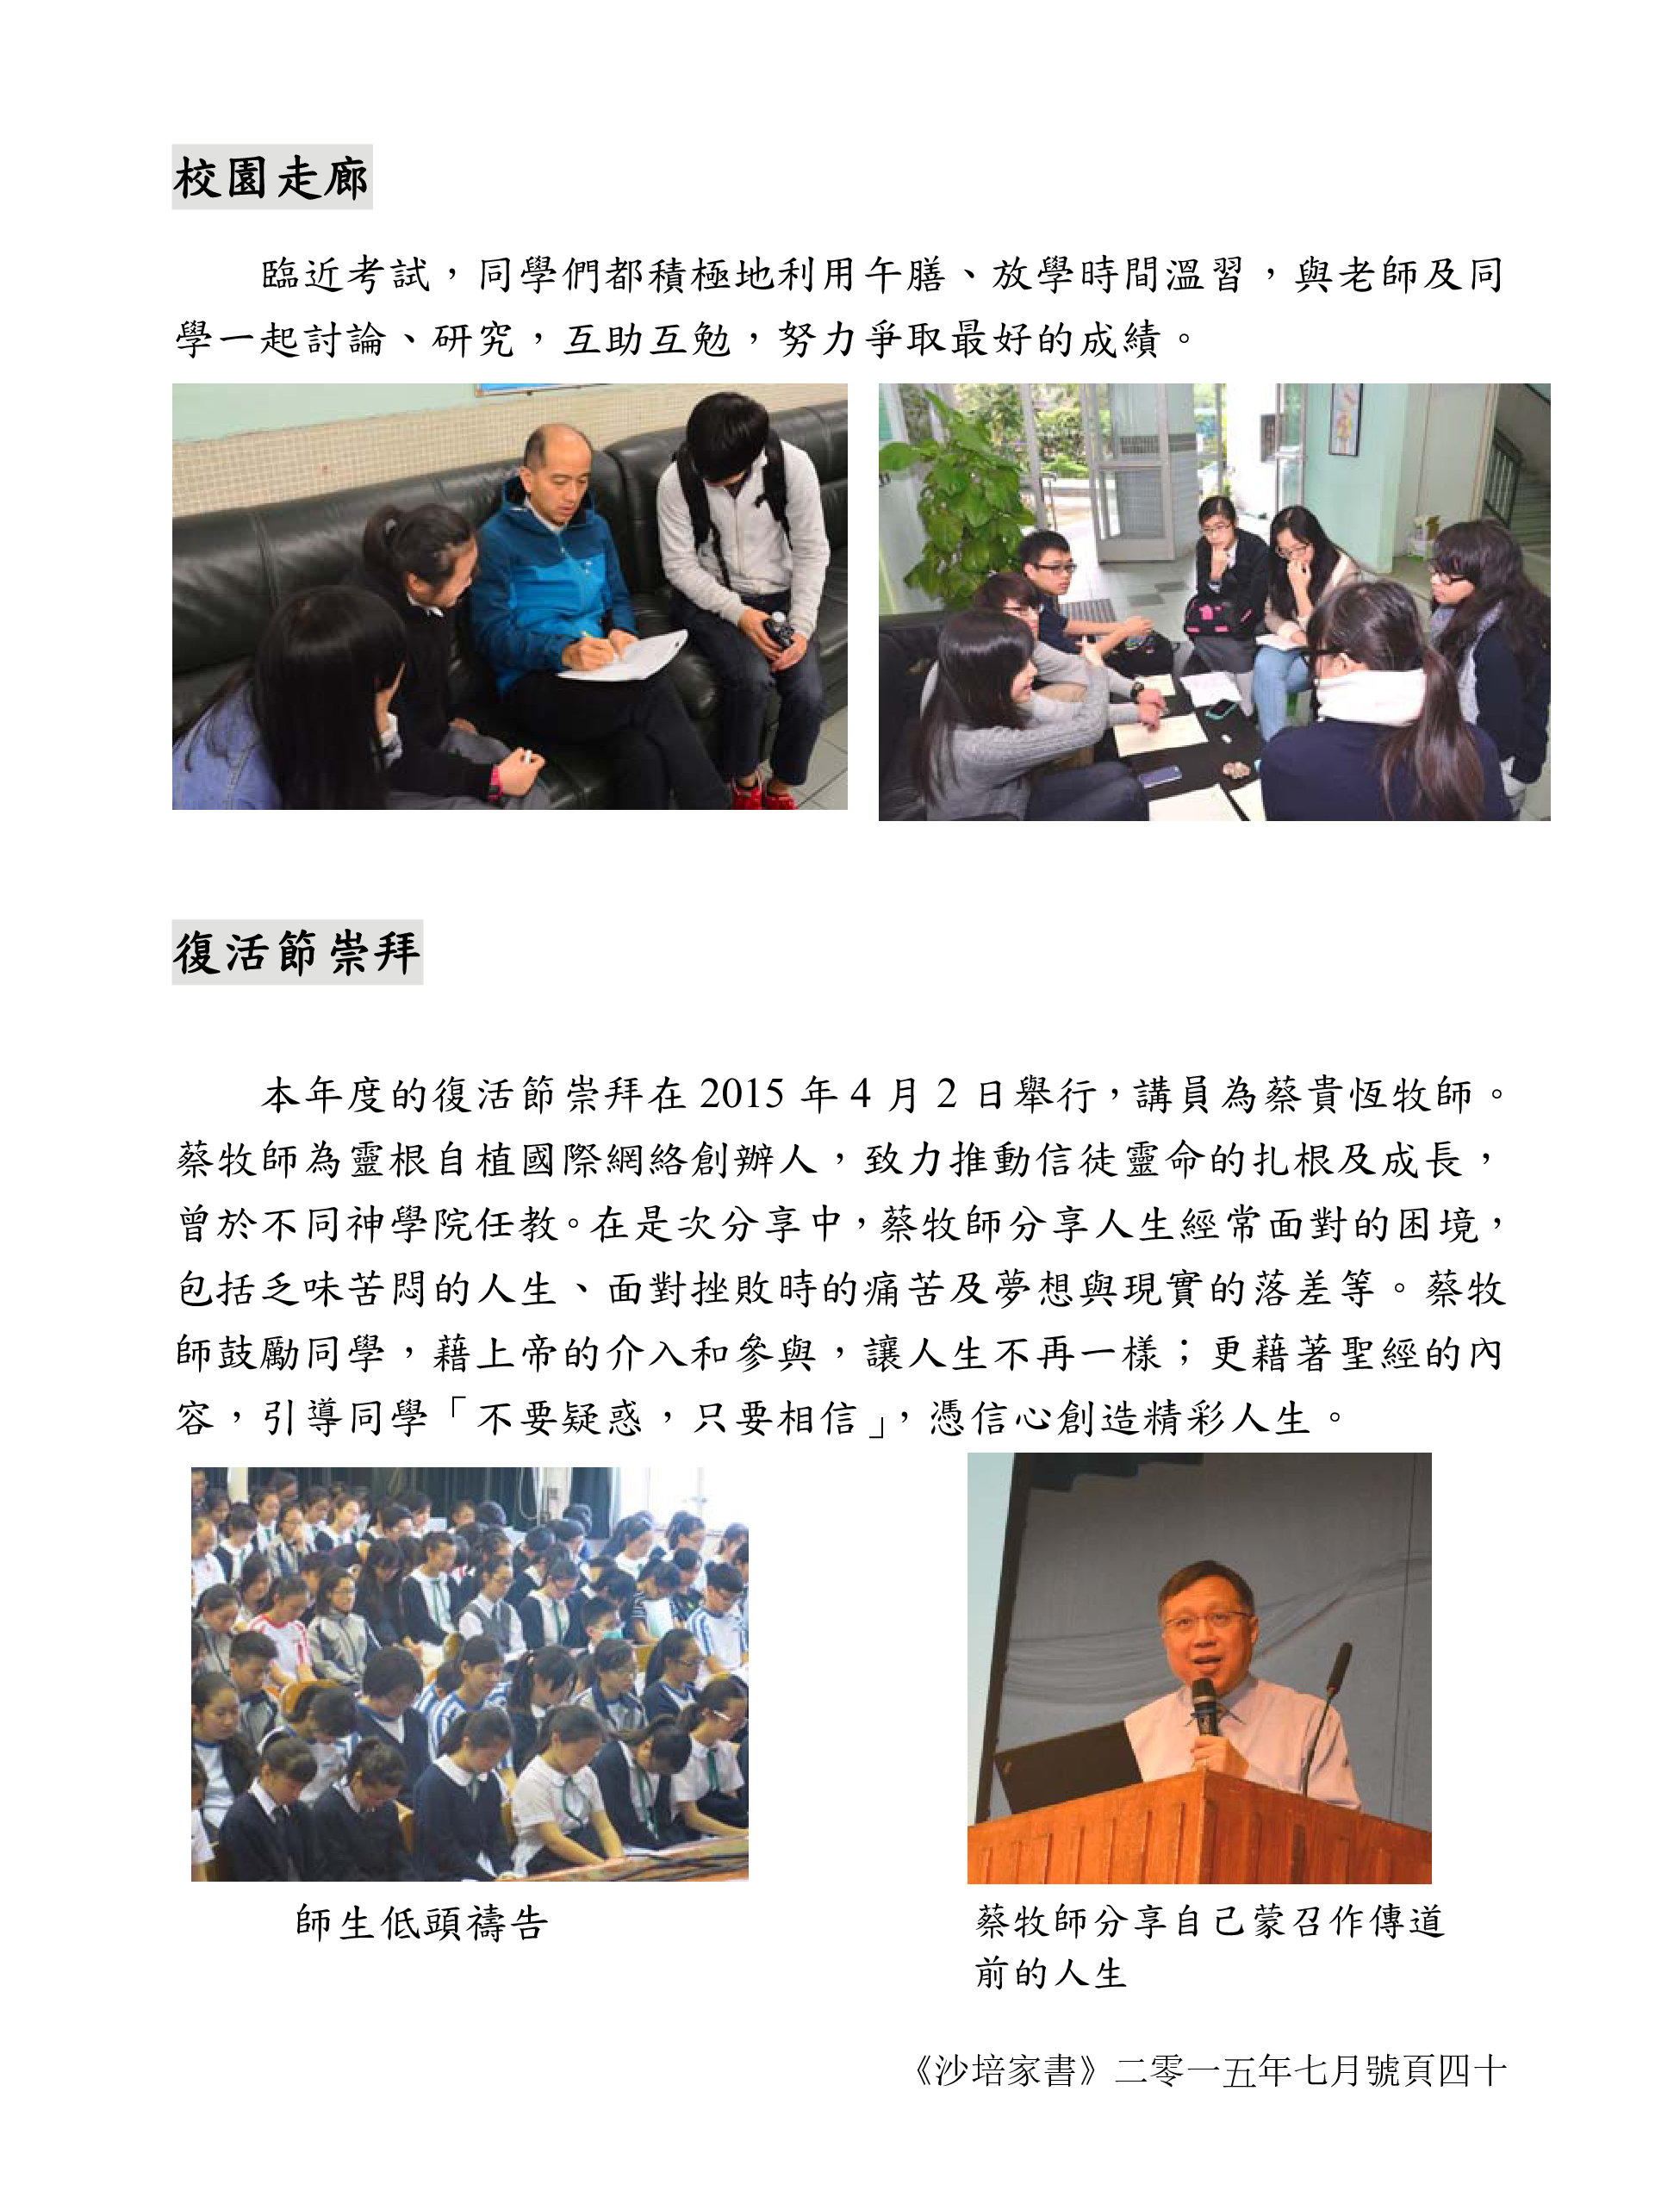 校園走廊
臨近考試，同學們都積極地利用午膳、放學時間溫習，與老師及同
學一起討論、研究，互助互勉，努力爭取最好的成績。
復活節崇拜
本年度的復活節崇拜在 2015 年 4 月 2 日舉行，講員為蔡貴恆牧師。
蔡牧師為靈根自植國際網絡創辦人，致力推動信徒靈命的扎根及成長，
曾於不同神學院任教。在是次分享中，蔡牧師分享人生經常面對的困境，
包括乏味苦悶的人生、面對挫敗時的痛苦及夢想與現實的落差等。蔡牧
師鼓勵同學，藉上帝的介入和參與，讓人生不再一樣；更藉著聖經的內
容，引導同學「不要疑惑，只要相信」，憑信心創造精彩人生。
師生低頭禱告
蔡牧師分享自己蒙召作傳道
前的人生
《沙培家書》二零一五年七月號頁四十